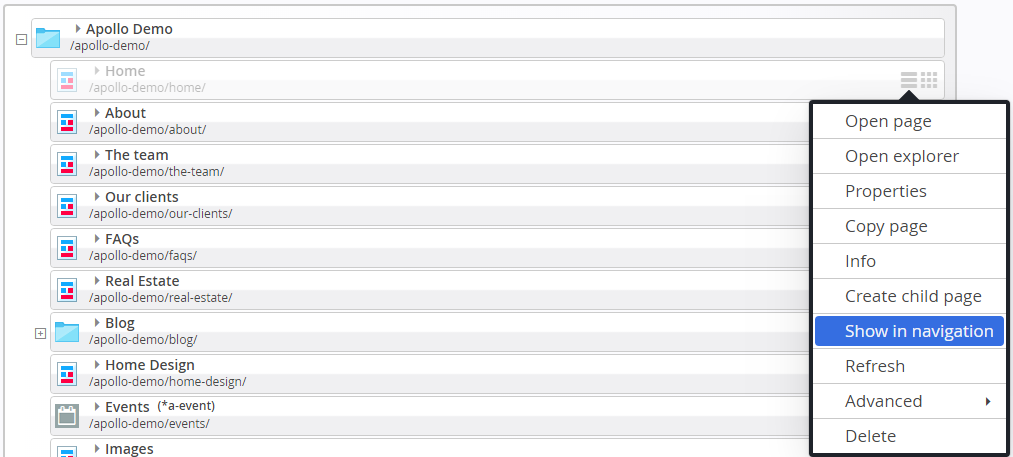 Apollo Demo
/apollo-demo/
Home
/apollo-demo/home/
About
/apollo-demo/about/
The team
/apollo-demo/the-team/
Our clients
/apollo-demo/our-clients/
FAQs
/apollo-demo/faqs/
Real Estate
/apollo-demo/real-estate/
Blog
/apollo-demo/blog/
Home Design
/apollo-demo/home-design/
Events (*a-event)
/apollo-demo/events/
Images
Open page
Open explorer
Properties
Copy page
Info
Create child page
Show in navigation
Refresh
Advanced
Delete